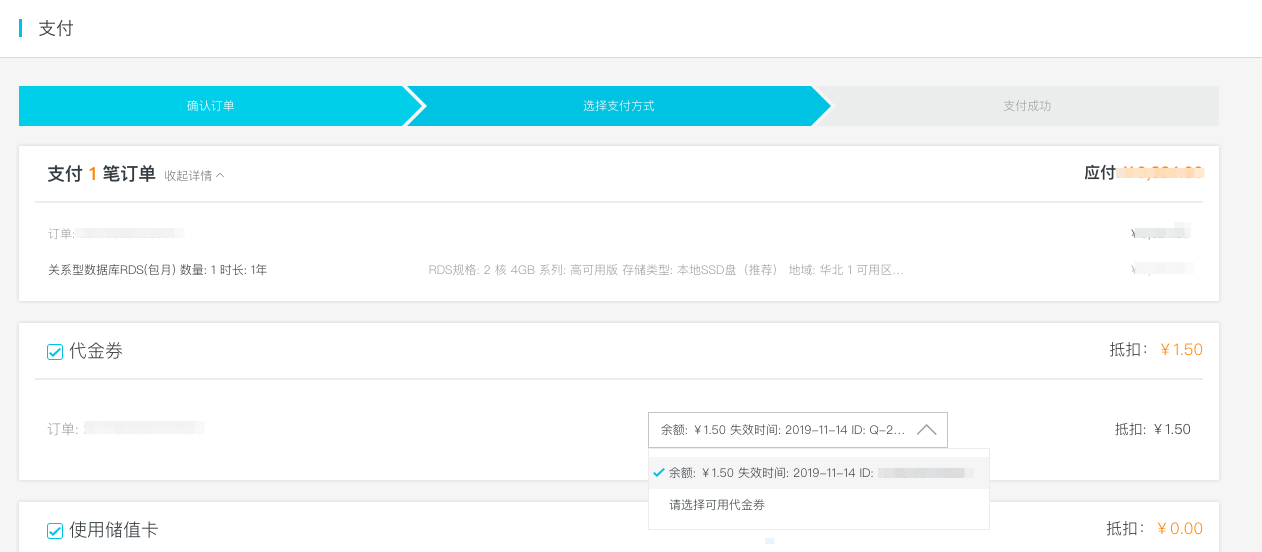 支付
确认订单
选择支付方式
支付成功
支付 1 笔订单 收起详情
应付
订单:
关系型数据库RDS(包月) 数量: 1 时长: 1年
RDS规格: 2 核 4GB 系列: 高可用版 存储类型: 本地SSD盘（推荐） 地域: 华北 1 可用区...
代金券
抵扣: ¥1.50
订单:
余额: ¥1.50 失效时间: 2019-11-14 ID: Q-2...
抵扣: ¥1.50
余额: ¥1.50 失效时间: 2019-11-14 ID:
请选择可用代金券
使用储值卡
抵扣: ¥0.00